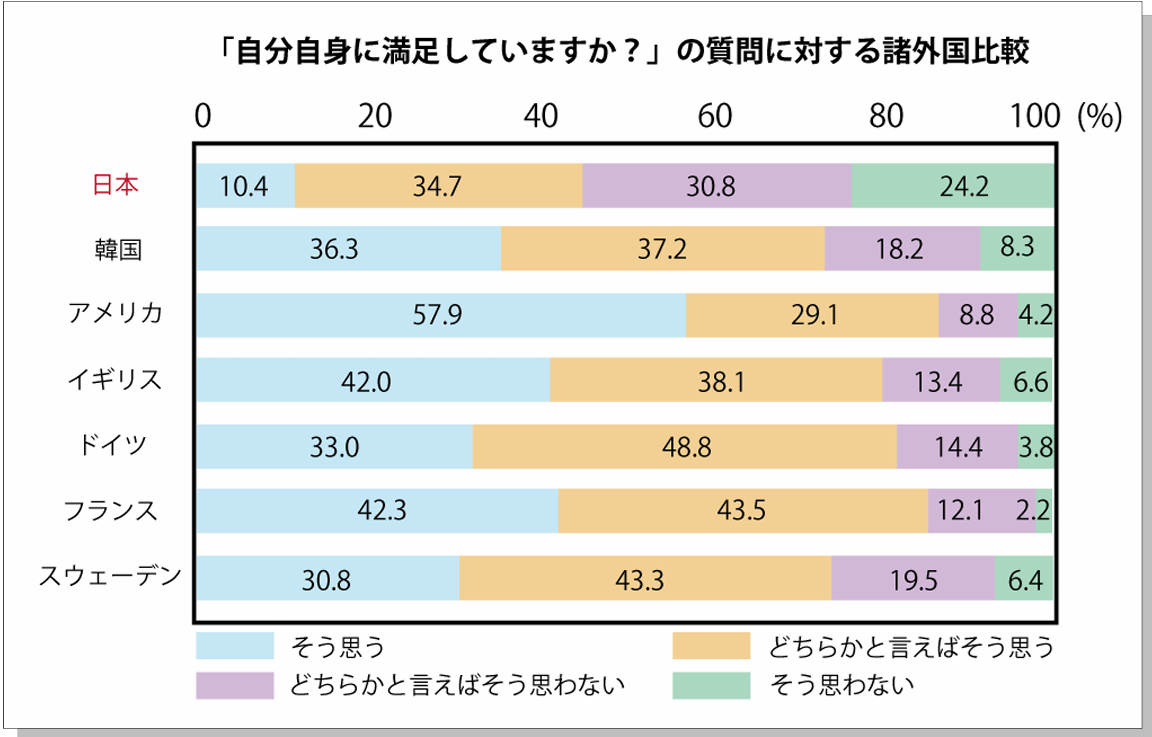 「自分自身に満足していますか？」の質問に対する諸外国比較
0 20 40 60 80 100 (%)
日本 10.4 34.7 30.8 24.2
韓国 36.3 37.2 18.2 8.3
アメリカ 57.9 29.1 8.8 4.2
イギリス 42.0 38.1 13.4 6.6
ドイツ 33.0 48.8 14.4 3.8
フランス 42.3 43.5 12.1 2.2
スウェーデン 30.8 43.3 19.5 6.4
そう思う どちらかと言えばそう思う
どちらかと言えばそう思わない そう思わない